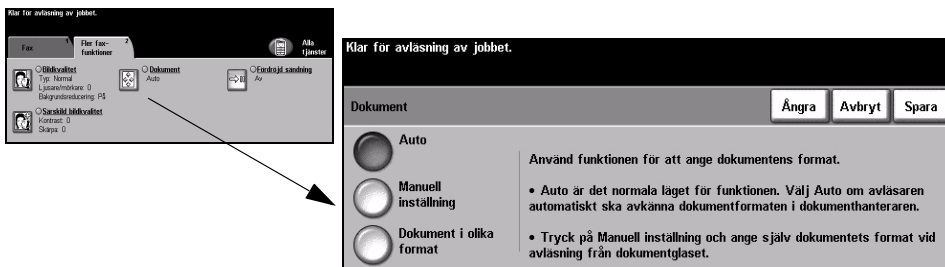 Klar för avläsning av jobbet.
Fax 1
Fler fax- 2
funktioner
Alla
tjänster
Bildkvalitet
Typ: Normal
Ljusare/mörkare: 0
Bakgrundsreducering: På
Dokument
Auto
Fördröjd sändning
Av
Särskild bildkvalitet
Kontrast: 0
Skärpa: 0
Klar för avläsning av jobbet.
Dokument
Ångra
Avbryt
Spara
Auto
Manuell
inställning
Dokument i olika
format
Använd funktionen för att ange dokumentens format.
• Auto är det normala läget för funktionen. Välj Auto om avläsaren
automatiskt ska avkänna dokumentformaten i dokumenthanteraren.
• Tryck på Manuell inställning och ange själv dokumentets format vid
avläsning från dokumentglaset.